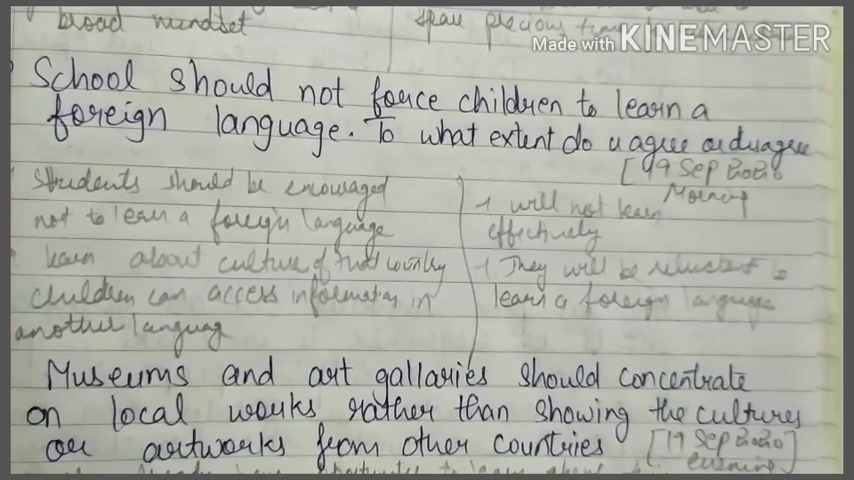 broad mindset
spare precious
Made with KINEMASTER
School should not force children to learn a
foreign language. To what extent do u agree or disagree
[19 Sep 2020
Morning
Students should be encouraged
not to learn a foreign language
learn about culture of that country
children can access information in
another languag
will not learn
effectively
They will be reluctant to
learn a foreign language
Museums and art gallaries should concentrate
on local works rather than showing the cultures
or artworks from other countries [19 Sep 2020]
evening
to learn about